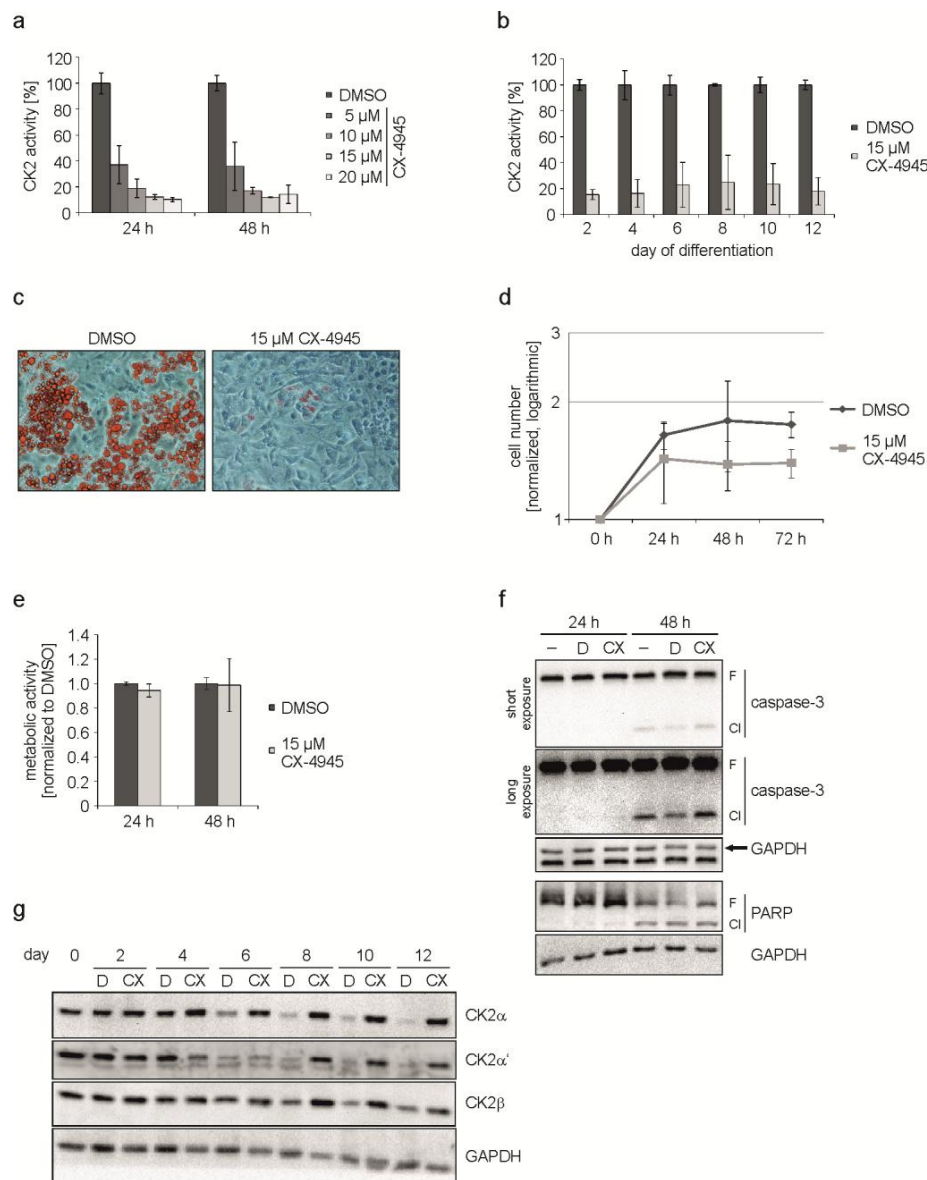 a
CK2 activity [%]
120
100
80
60
40
20
0
24 h
48 h
DMSO
5 µM
10 µM
15 µM
20 µM
CX-4945
b
CK2 activity [%]
120
100
80
60
40
20
0
2 4 6 8 10 12
day of differentiation
DMSO
15 µM
CX-4945
c
DMSO
15 µM CX-4945
d
cell number
[normalized, logarithmic]
3
2
1
0 h 24 h 48 h 72 h
DMSO
15 µM
CX-4945
e
metabolic activity
[normalized to DMSO]
1.4
1.2
1.0
0.8
0.6
0.4
0.2
0
24 h
48 h
DMSO
15 µM
CX-4945
f
24 h 48 h
– D CX – D CX
short
exposure
F
caspase-3
Cl
long
exposure
F
caspase-3
Cl
GAPDH
F
PARP
Cl
GAPDH
g
day 0 2 4 6 8 10 12
D CX D CX D CX D CX D CX D CX
CK2α
CK2α‘
CK2β
GAPDH